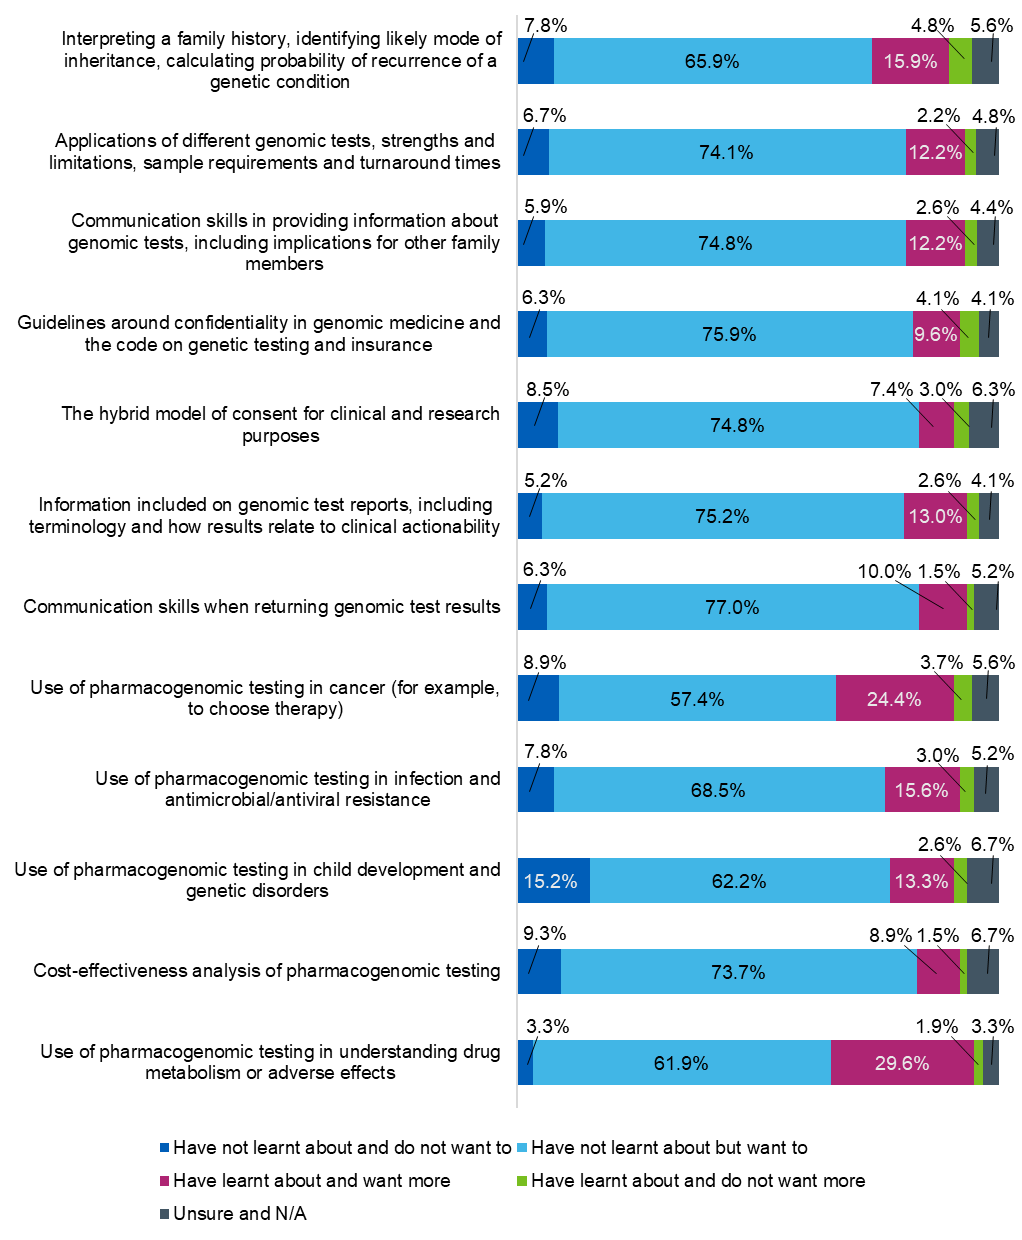 7.8%
4.8%
5.6%
Interpreting a family history, identifying likely mode of
inheritance, calculating probability of recurrence of a
genetic condition
65.9%
15.9%
6.7%
2.2%
4.8%
Applications of different genomic tests, strengths and
limitations, sample requirements and turnaround times
74.1%
12.2%
5.9%
2.6%
4.4%
Communication skills in providing information about
genomic tests, including implications for other family
members
74.8%
12.2%
6.3%
4.1%
4.1%
Guidelines around confidentiality in genomic medicine and
the code on genetic testing and insurance
75.9%
9.6%
8.5%
7.4%
3.0%
6.3%
The hybrid model of consent for clinical and research
purposes
74.8%
5.2%
2.6%
4.1%
Information included on genomic test reports, including
terminology and how results relate to clinical actionability
75.2%
13.0%
6.3%
10.0%
1.5%
5.2%
Communication skills when returning genomic test results
77.0%
8.9%
3.7%
5.6%
Use of pharmacogenomic testing in cancer (for example,
to choose therapy)
57.4%
24.4%
7.8%
3.0%
5.2%
Use of pharmacogenomic testing in infection and
antimicrobial/antiviral resistance
68.5%
15.6%
2.6%
6.7%
Use of pharmacogenomic testing in child development and
genetic disorders
15.2%
62.2%
13.3%
9.3%
8.9%
1.5%
6.7%
Cost-effectiveness analysis of pharmacogenomic testing
73.7%
3.3%
1.9%
3.3%
Use of pharmacogenomic testing in understanding drug
metabolism or adverse effects
61.9%
29.6%
Have not learnt about and do not want to
Have not learnt about but want to
Have learnt about and want more
Have learnt about and do not want more
Unsure and N/A